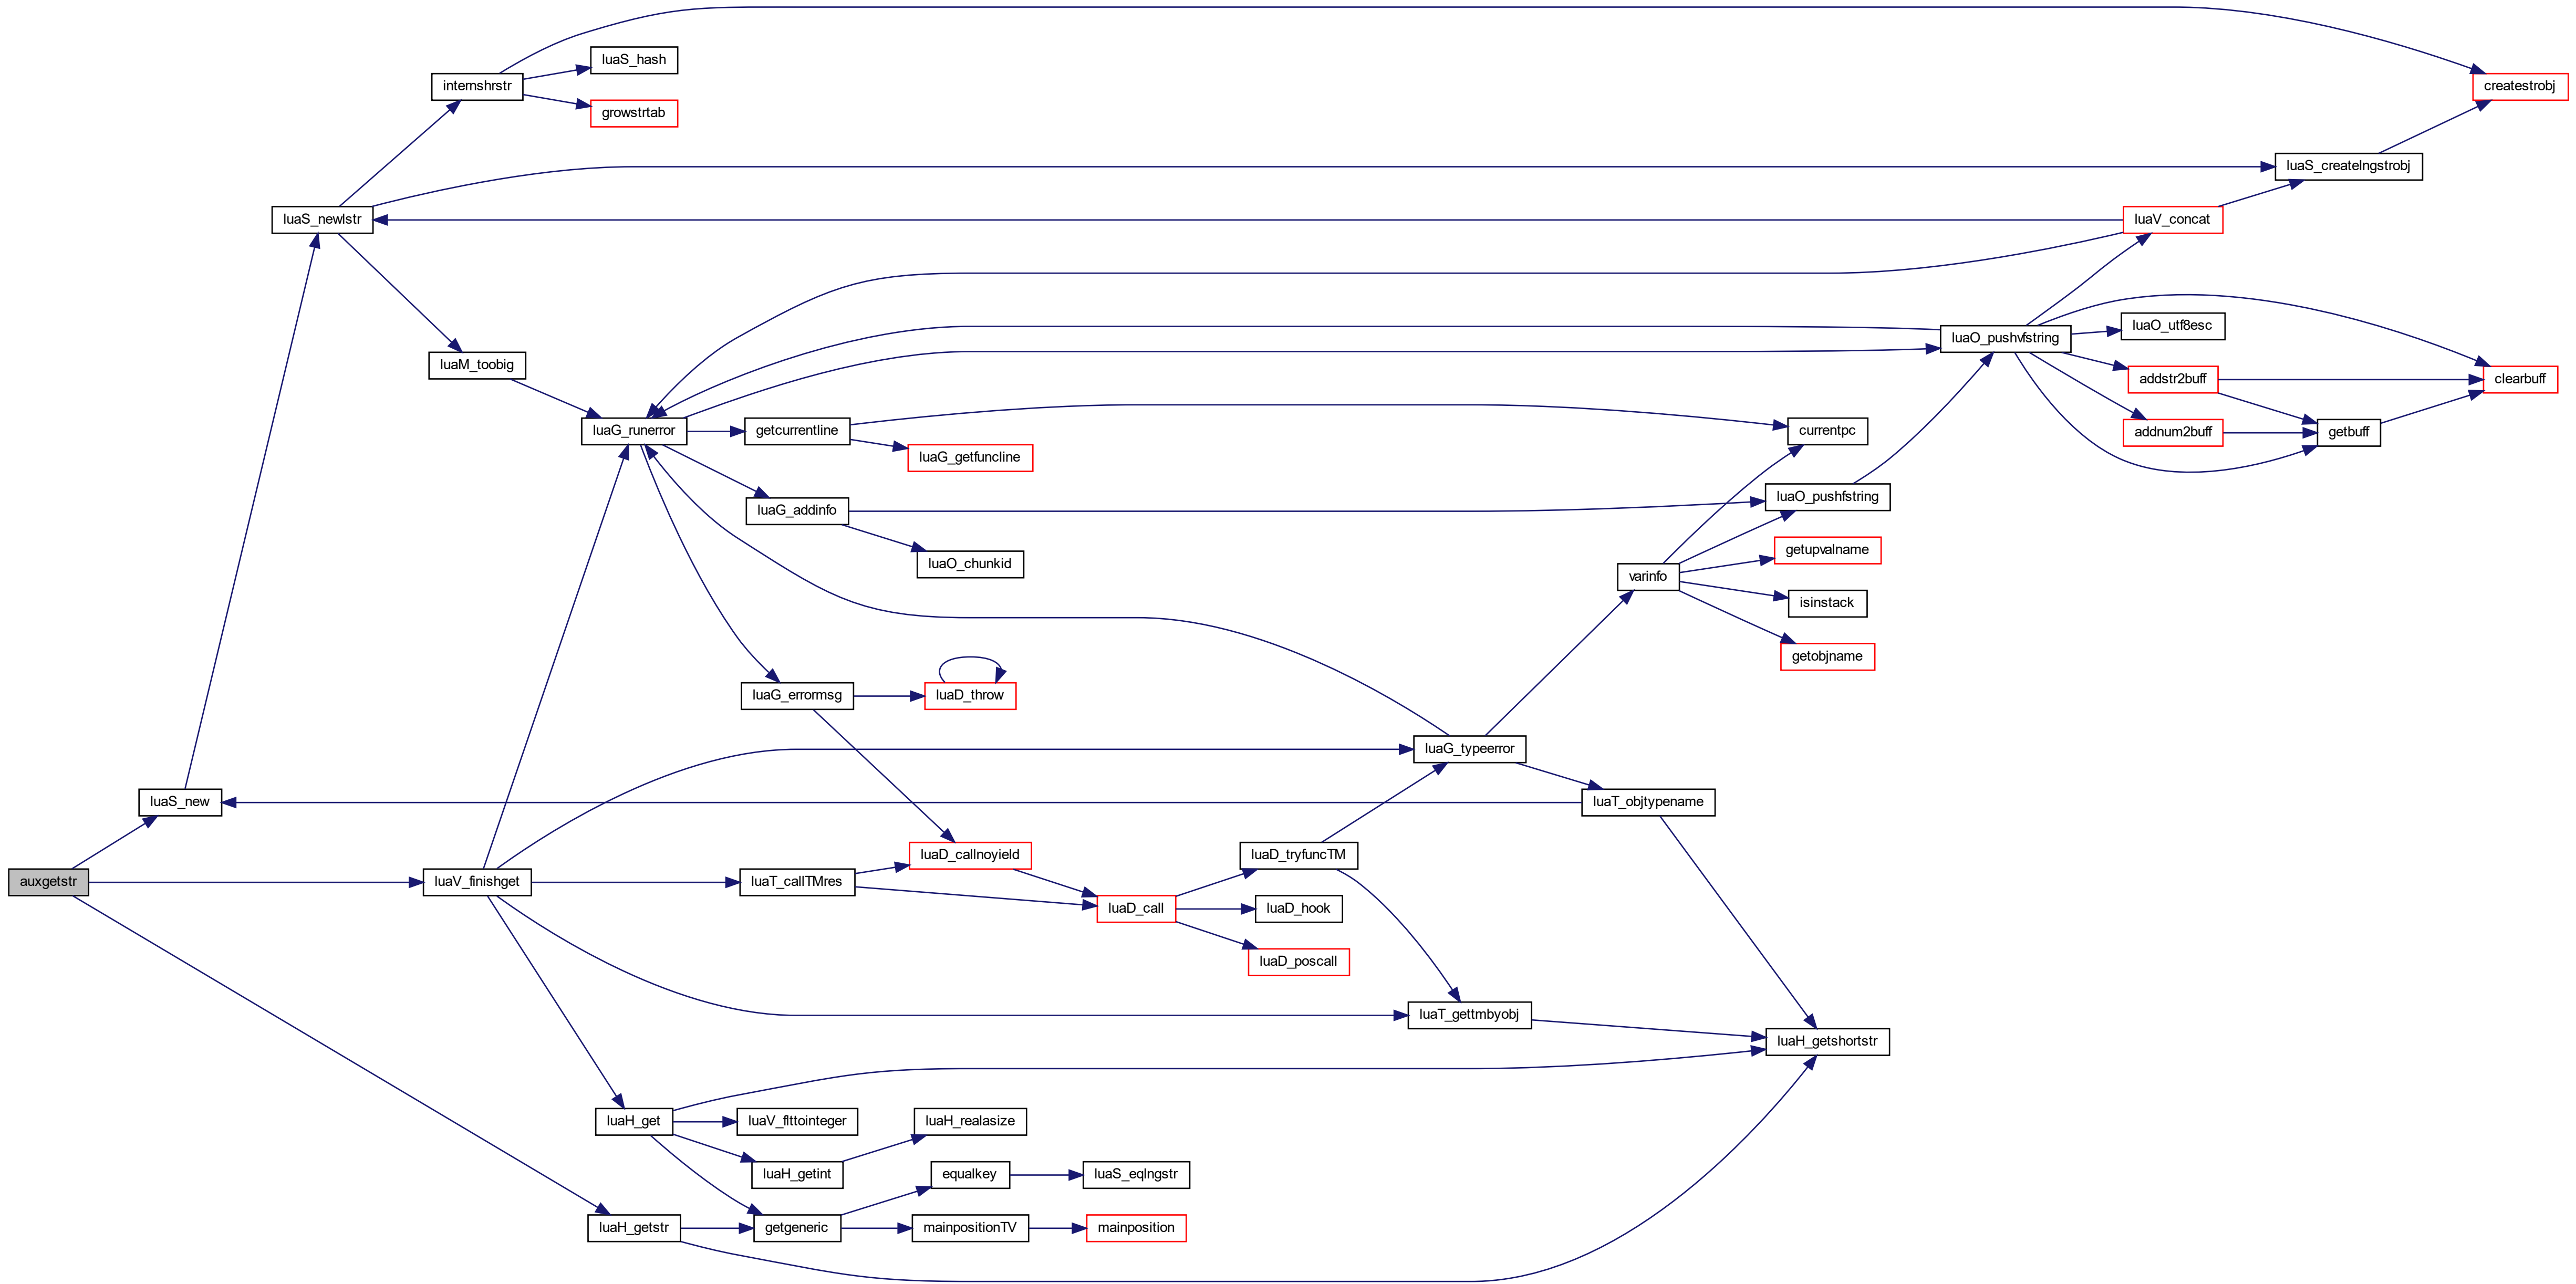 luaS_hash
internshrstr
createstrobj
growstrtab
luaS_createlngstrobj
luaS_newlstr
luaV_concat
luaO_utf8esc
luaO_pushvfstring
luaM_toobig
addstr2buff
clearbuff
luaG_runerror
getcurrentline
currentpc
addnum2buff
getbuff
luaG_getfuncline
luaO_pushfstring
luaG_addinfo
getupvalname
luaO_chunkid
varinfo
isinstack
getobjname
luaG_errormsg
luaD_throw
luaG_typeerror
luaS_new
luaT_objtypename
luaD_callnoyield
luaD_tryfuncTM
auxgetstr
luaV_finishget
luaT_callTMres
luaD_call
luaD_hook
luaD_poscall
luaT_gettmbyobj
luaH_getshortstr
luaH_get
luaV_flttointeger
luaH_realasize
luaH_getint
equalkey
luaS_eqlngstr
luaH_getstr
getgeneric
mainpositionTV
mainposition